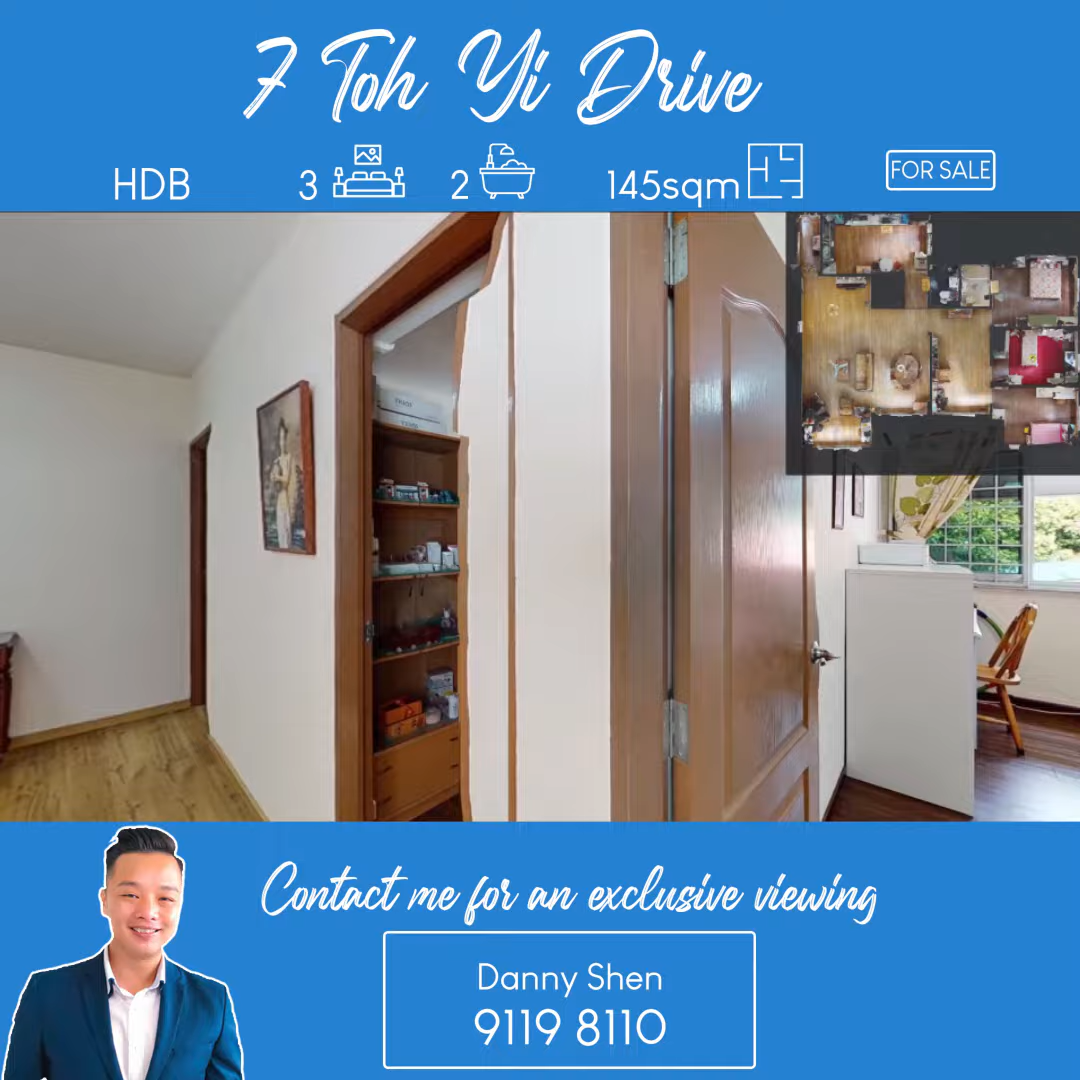 7 Toh Yi Drive
HDB 3 2 145sqm FOR SALE
Contact me for an exclusive viewing
Danny Shen
9119 8110